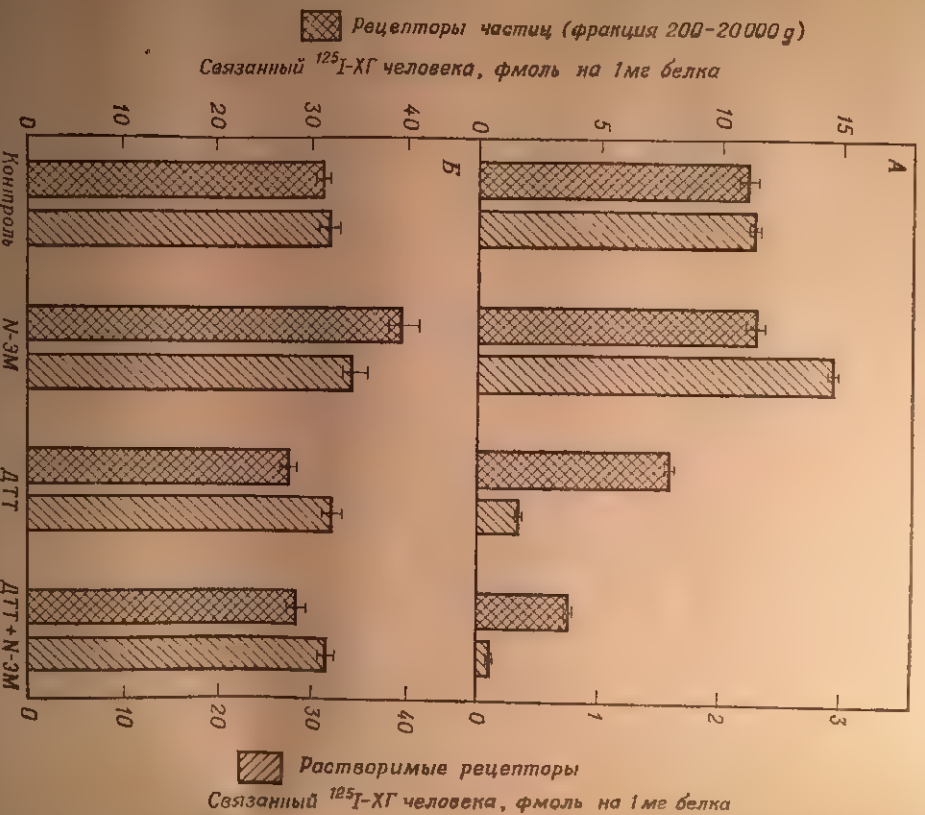 Рецепторы частиц (фракция 200-20000 g)
Связанный ¹²⁵I-ХГ человека, фмоль на 1мг белка
0 10 20 30 40 0 5 10 15
Б А
Контроль
N-ЭМ
ДТТ
ДТТ + N-ЭМ
0 10 20 30 40 0 1 2 3
Растворимые рецепторы
Связанный ¹²⁵I-ХГ человека, фмоль на 1мг белка